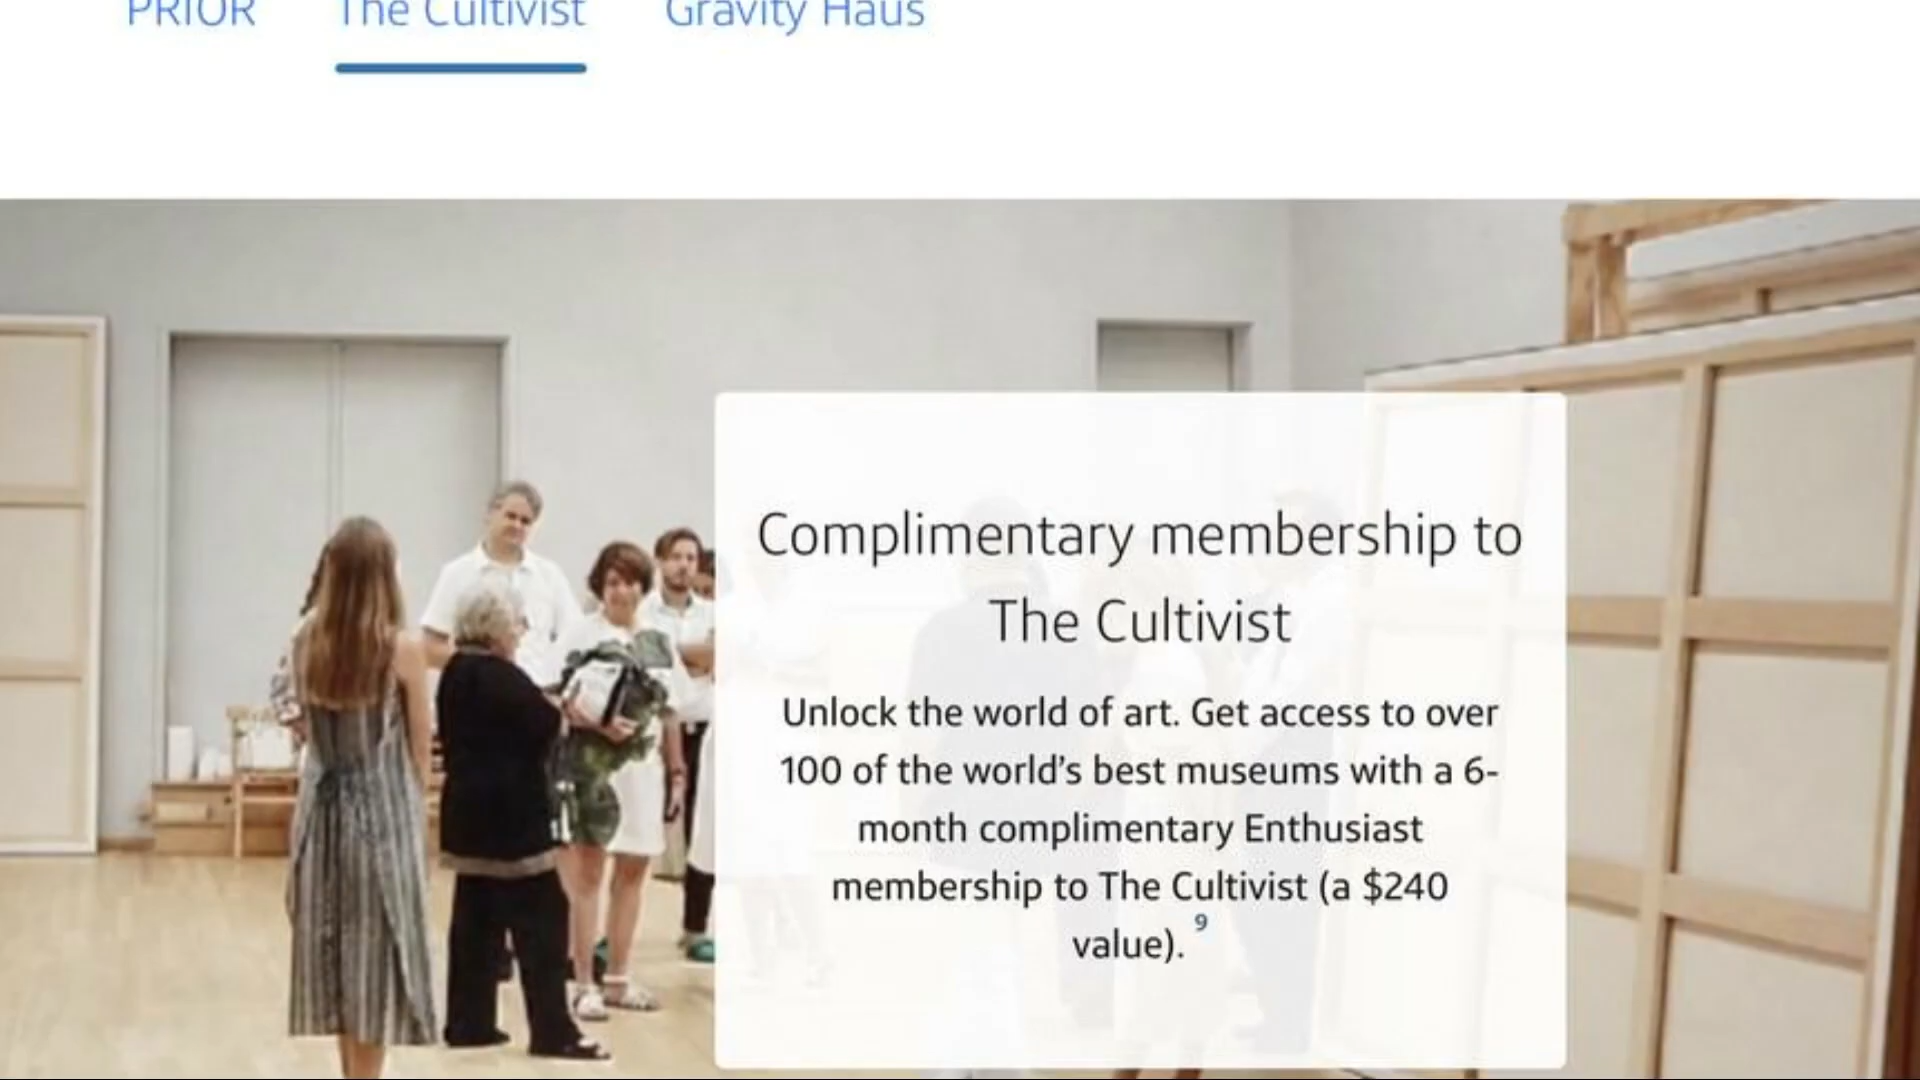 PRIOR The Cultivist Gravity Haus
Complimentary membership to
The Cultivist
Unlock the world of art. Get access to over
100 of the world's best museums with a 6-
month complimentary Enthusiast
membership to The Cultivist (a $240
value). 9